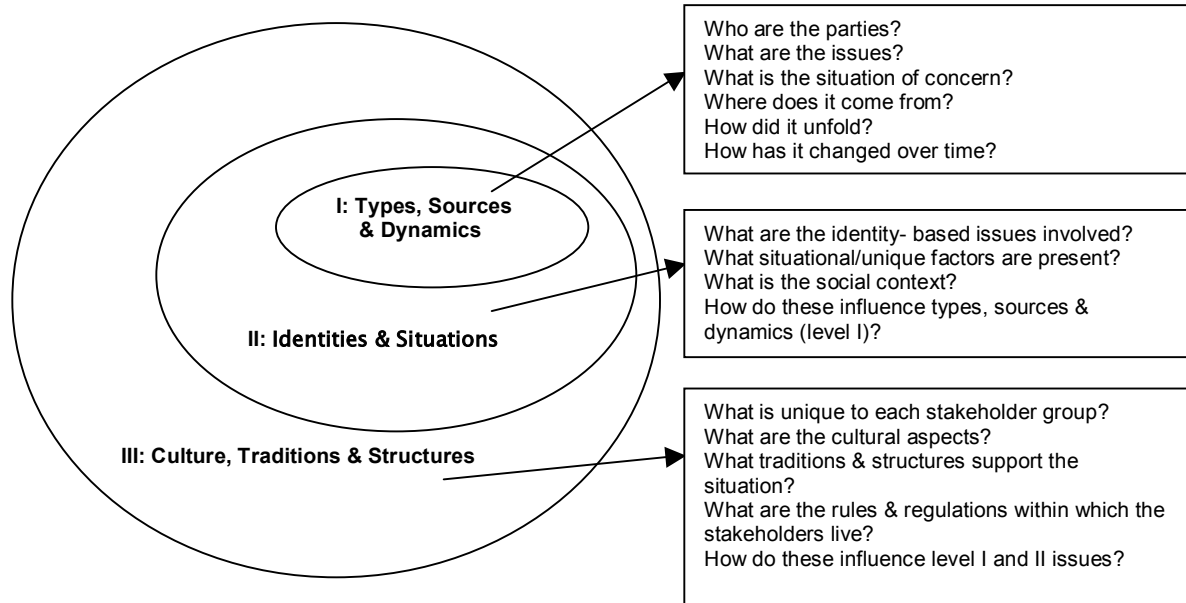 Who are the parties?
What are the issues?
What is the situation of concern?
Where does it come from?
How did it unfold?
How has it changed over time?
I: Types, Sources
& Dynamics
What are the identity- based issues involved?
What situational/unique factors are present?
What is the social context?
How do these influence types, sources &
dynamics (level I)?
II: Identities & Situations
What is unique to each stakeholder group?
What are the cultural aspects?
What traditions & structures support the
situation?
What are the rules & regulations within which the
stakeholders live?
How do these influence level I and II issues?
III: Culture, Traditions & Structures